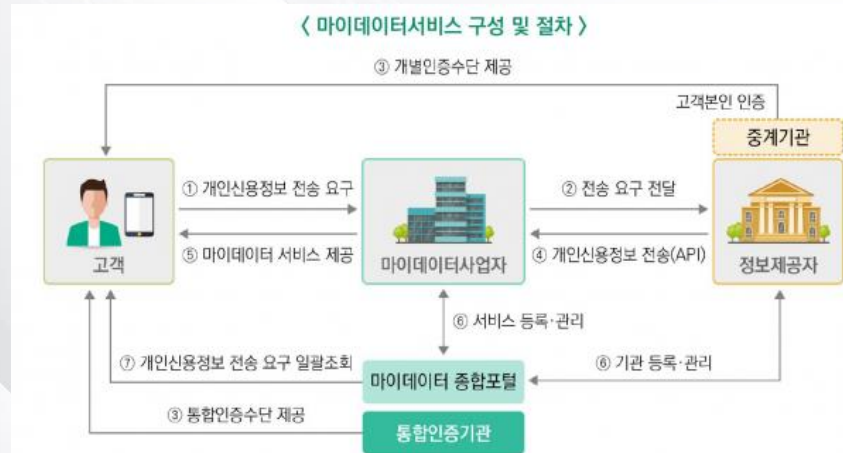 〈 마이데이터서비스 구성 및 절차 〉
③ 개별인증수단 제공
고객본인 인증
중계기관
① 개인신용정보 전송 요구
② 전송 요구 전달
⑤ 마이데이터 서비스 제공
④ 개인신용정보 전송(API)
고객
마이데이터사업자
정보제공자
⑥ 서비스 등록·관리
⑦ 개인신용정보 전송 요구 일괄조회
⑥ 기관 등록·관리
마이데이터 종합포털
③ 통합인증수단 제공
통합인증기관